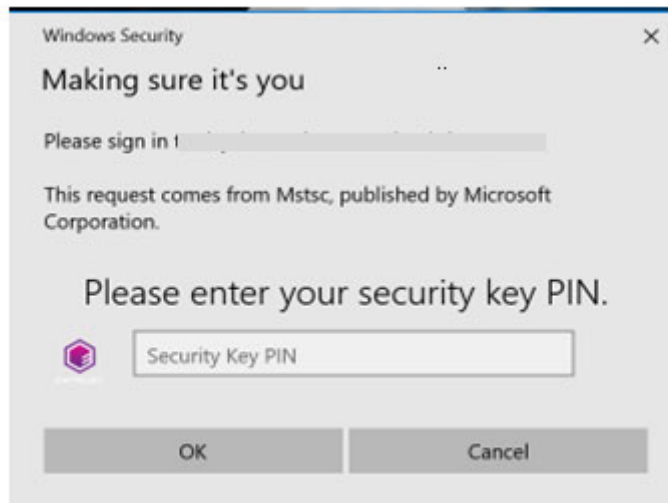 Windows Security
Making sure it's you
Please sign in
This request comes from Mstsc, published by Microsoft
Corporation.
Please enter your security key PIN.
Security Key PIN
OK
Cancel